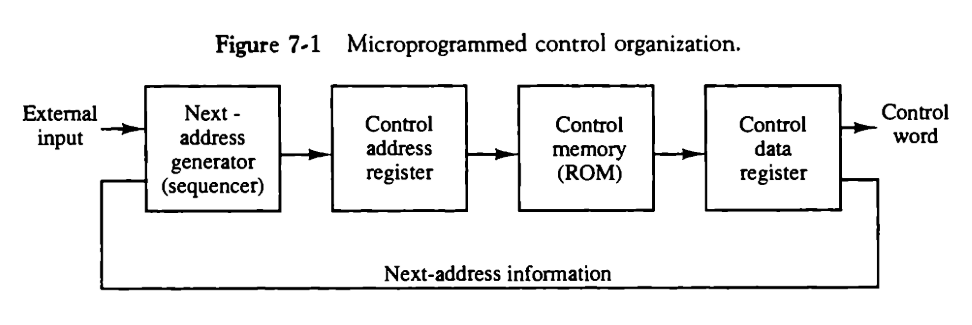 Figure 7-1 Microprogrammed control organization.
External
input
Next -
address
generator
(sequencer)
Control
address
register
Control
memory
(ROM)
Control
data
register
Control
word
Next-address information